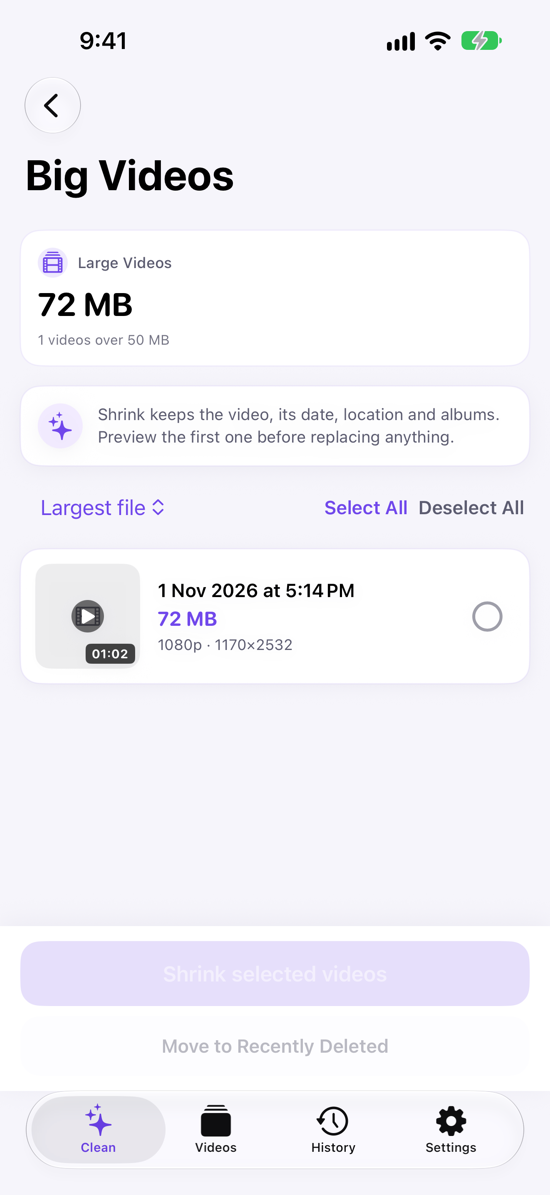 9:41
Big Videos
Large Videos
72 MB
1 videos over 50 MB
Shrink keeps the video, its date, location and albums.
Preview the first one before replacing anything.
Largest file
Select All
Deselect All
1 Nov 2026 at 5:14 PM
72 MB
1080p · 1170×2532
01:02
Shrink selected videos
Move to Recently Deleted
Clean
Videos
History
Settings